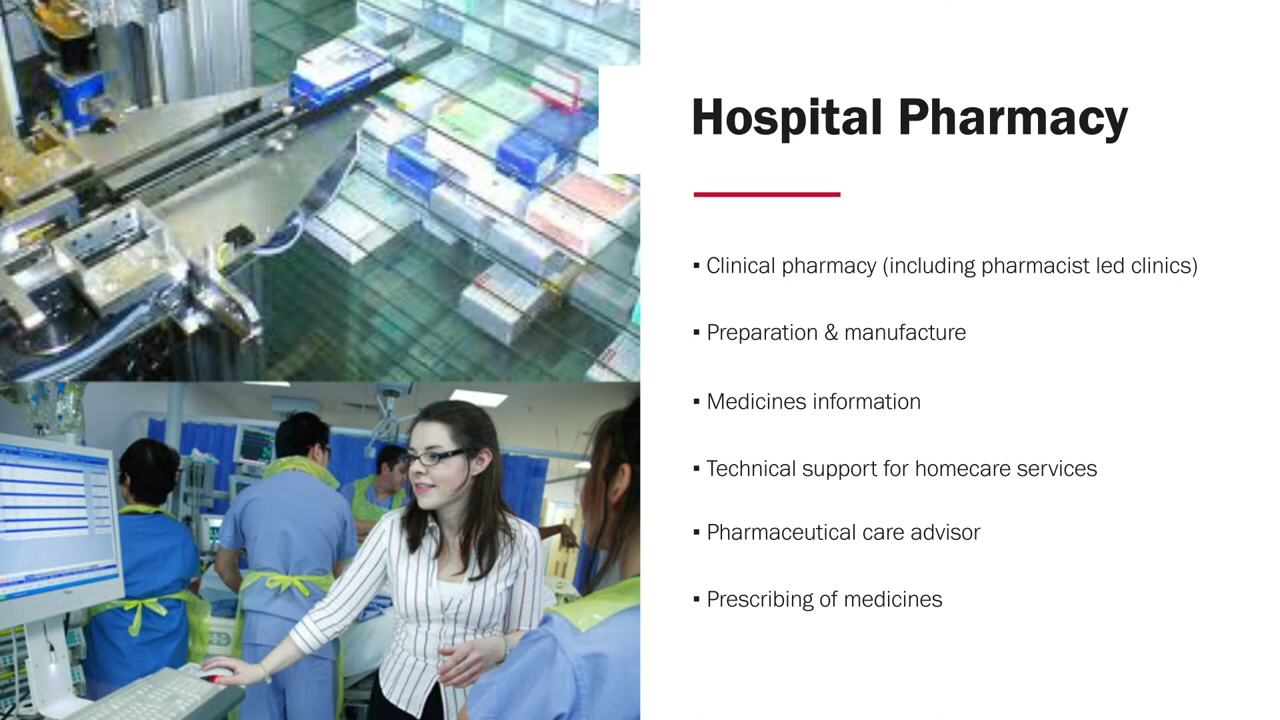 Hospital Pharmacy
▪ Clinical pharmacy (including pharmacist led clinics)
▪ Preparation & manufacture
▪ Medicines information
▪ Technical support for homecare services
▪ Pharmaceutical care advisor
▪ Prescribing of medicines